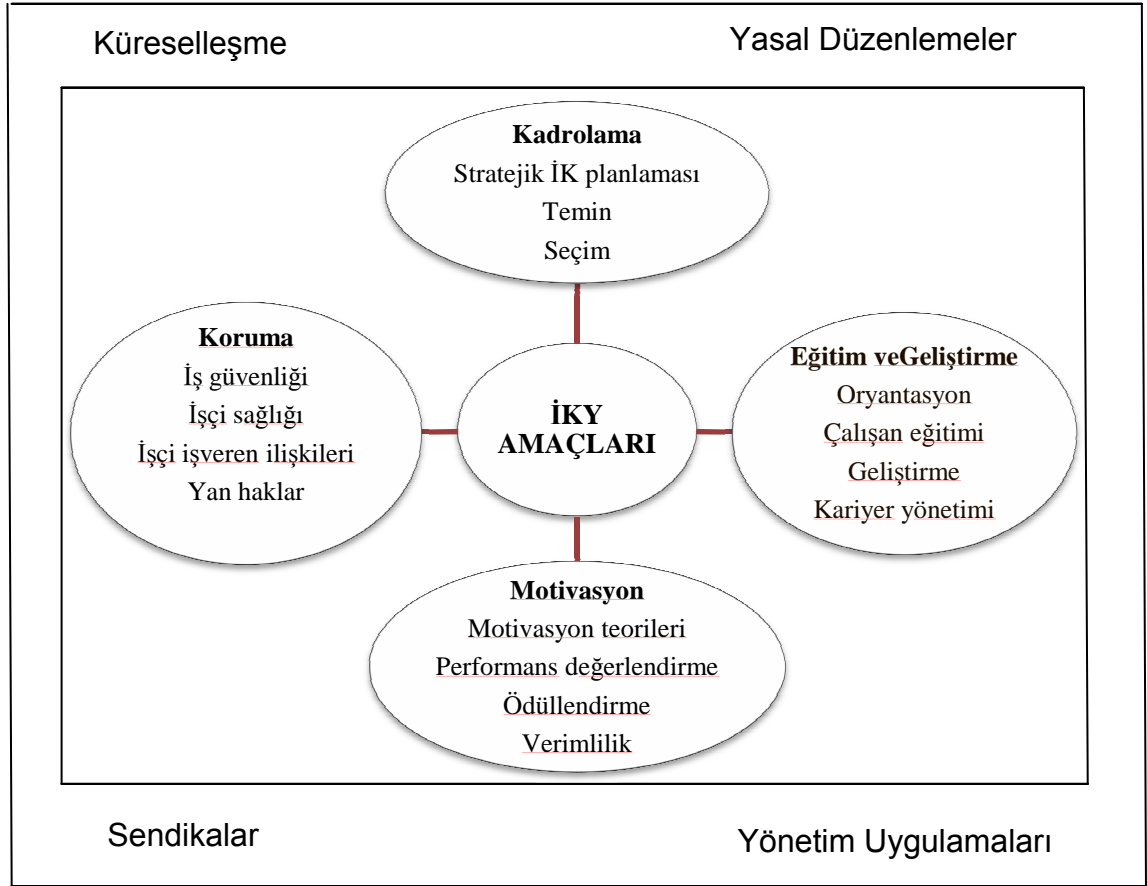 Küreselleşme
Yasal Düzenlemeler
Kadrolama
Stratejik İK planlaması
Temin
Seçim
Koruma
İş güvenliği
İşçi sağlığı
İşçi işveren ilişkileri
Yan haklar
İKY
AMAÇLARI
Eğitim veGeliştirme
Oryantasyon
Çalışan eğitimi
Geliştirme
Kariyer yönetimi
Motivasyon
Motivasyon teorileri
Performans değerlendirme
Ödüllendirme
Verimlilik
Sendikalar
Yönetim Uygulamaları